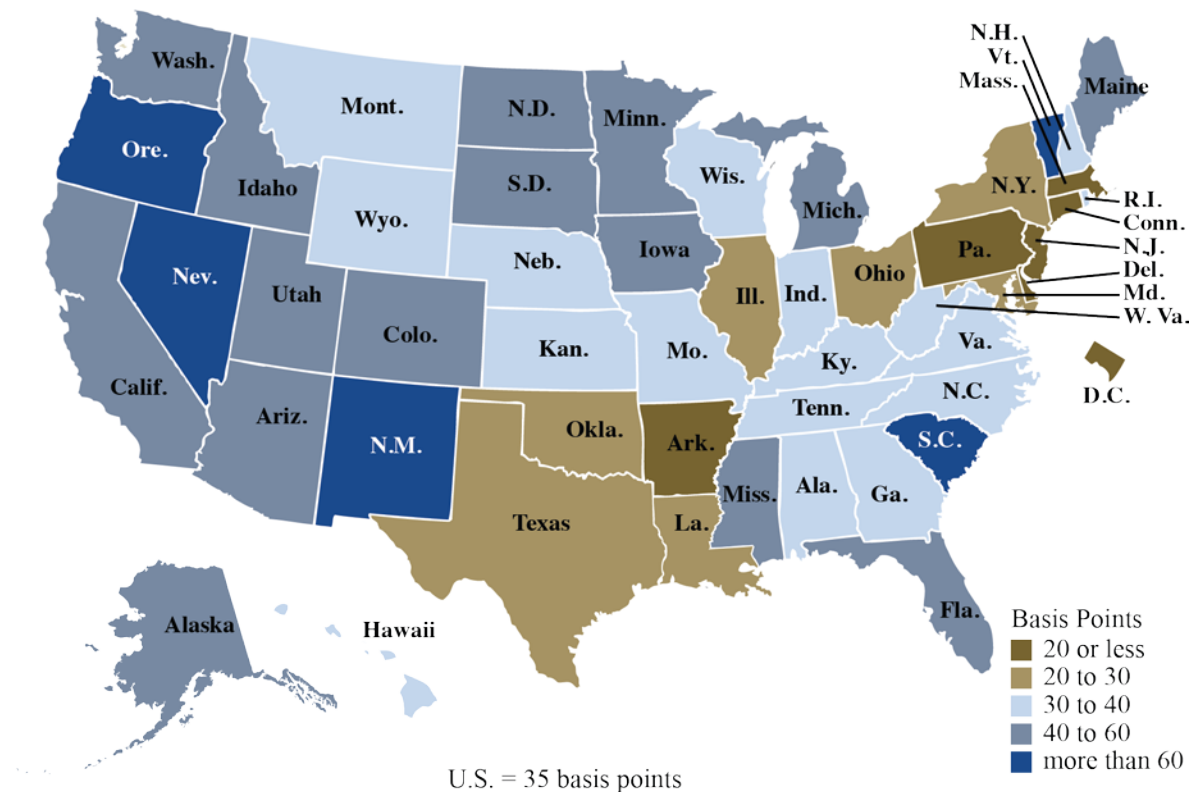 N.H.
Vt.
Mass.
Wash.
Maine
Mont.
N.D.
Minn.
Ore.
Idaho
S.D.
Wis.
Mich.
N.Y.
R.I.
Conn.
N.J.
Del.
Md.
W. Va.
Wyo.
Iowa
Neb.
Pa.
Nev.
Utah
Ill.
Ind.
Ohio
Colo.
Kan.
Mo.
Ky.
Va.
Calif.
Ariz.
N.M.
Okla.
Ark.
Tenn.
N.C.
D.C.
S.C.
Texas
La.
Miss.
Ala.
Ga.
Fla.
Alaska
Hawaii
Basis Points
20 or less
20 to 30
30 to 40
40 to 60
more than 60
U.S. = 35 basis points